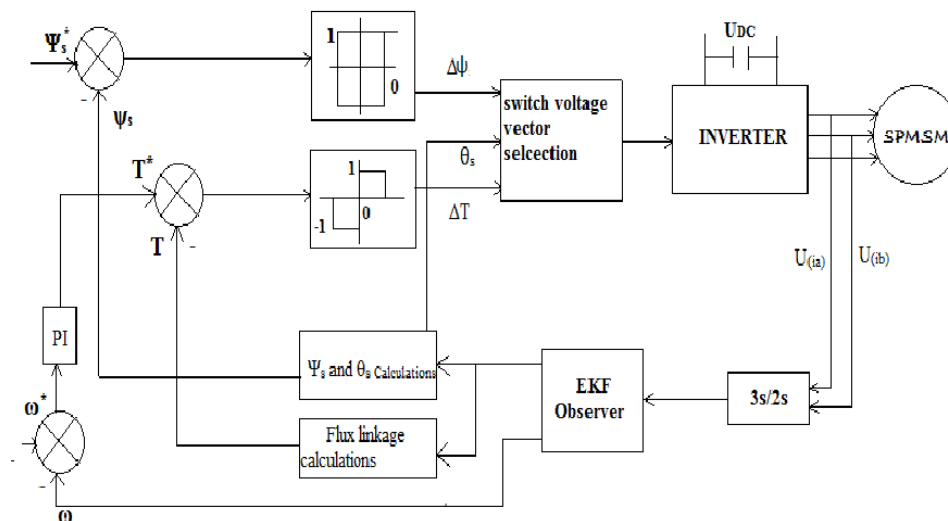 Ψs*
-
Ψs
1
0
Δψ
switch voltage
vector
selcection
θs
ΔT
UDC
INVERTER
SPMSM
T*
T
-
1
0
-1
U(ia)
U(ib)
PI
Ψs and θs Calculations
Flux linkage
calculations
EKF
Observer
3s/2s
ω*
-
-
ω